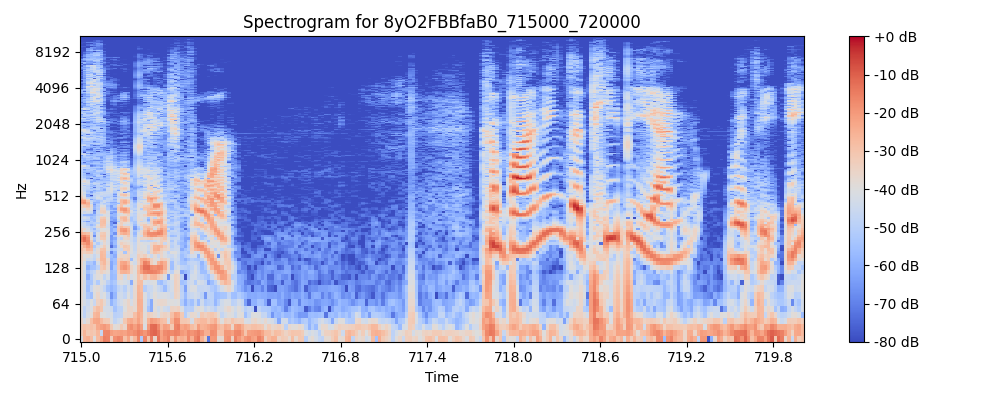 Spectrogram for 8yO2FBBfaB0_715000_720000
8192
4096
2048
1024
512
256
128
64
0
Hz
715.0 715.6 716.2 716.8 717.4 718.0 718.6 719.2 719.8
Time
+0 dB
-10 dB
-20 dB
-30 dB
-40 dB
-50 dB
-60 dB
-70 dB
-80 dB